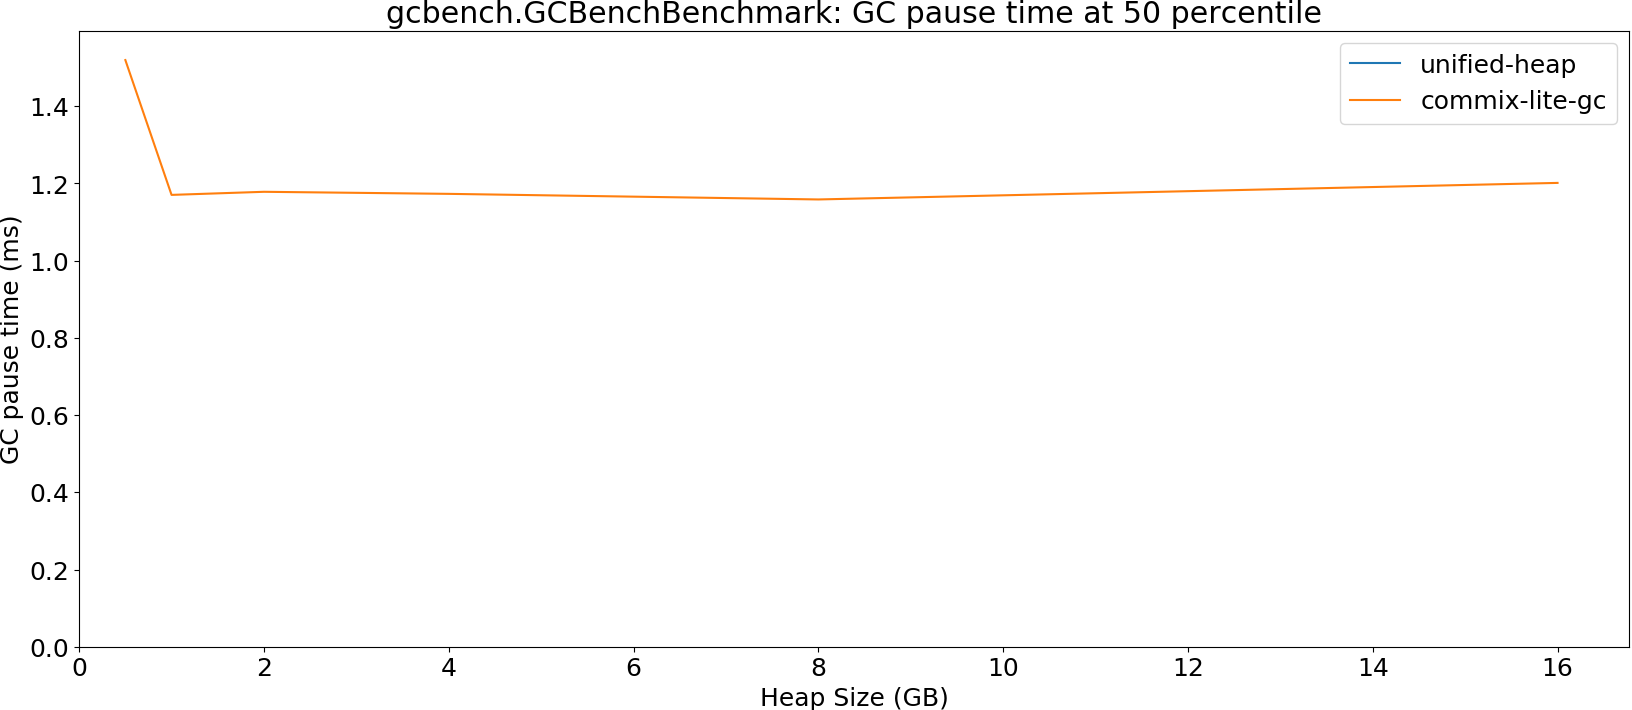 gcbench.GCBenchBenchmark: GC pause time at 50 percentile
unified-heap
commix-lite-gc
GC pause time (ms)
1.4
1.2
1.0
0.8
0.6
0.4
0.2
0.0
0 2 4 6 8 10 12 14 16
Heap Size (GB)